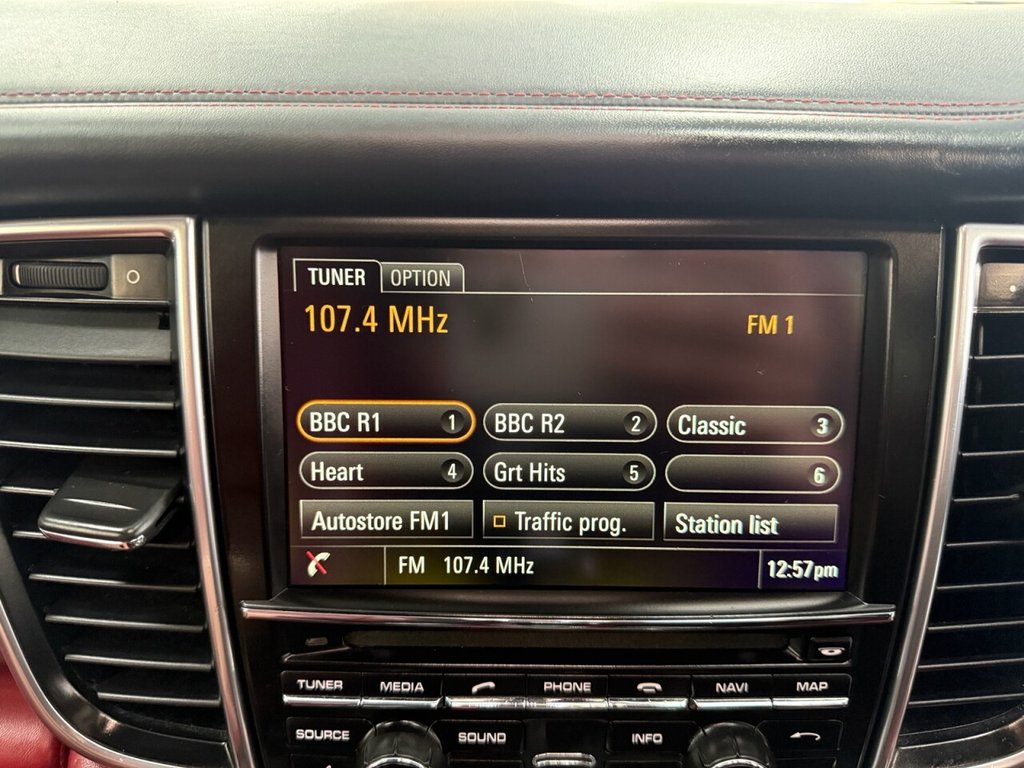 TUNER OPTION
107.4 MHz FM 1
BBC R1 1 BBC R2 2 Classic 3
Heart 4 Grt Hits 5 6
Autostore FM1 Traffic prog. Station list
FM 107.4 MHz 12:57pm
TUNER MEDIA PHONE NAVI MAP
SOURCE SOUND INFO